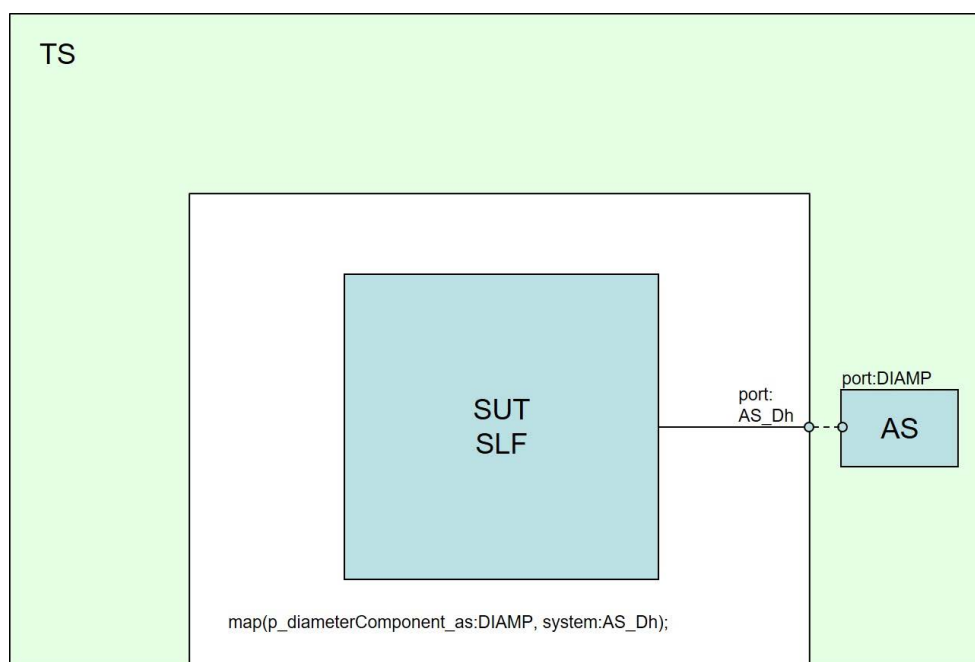 TS
port:DIAMP
port:
AS_Dh
AS
SUT
SLF
map(p_diameterComponent_as:DIAMP, system:AS_Dh);